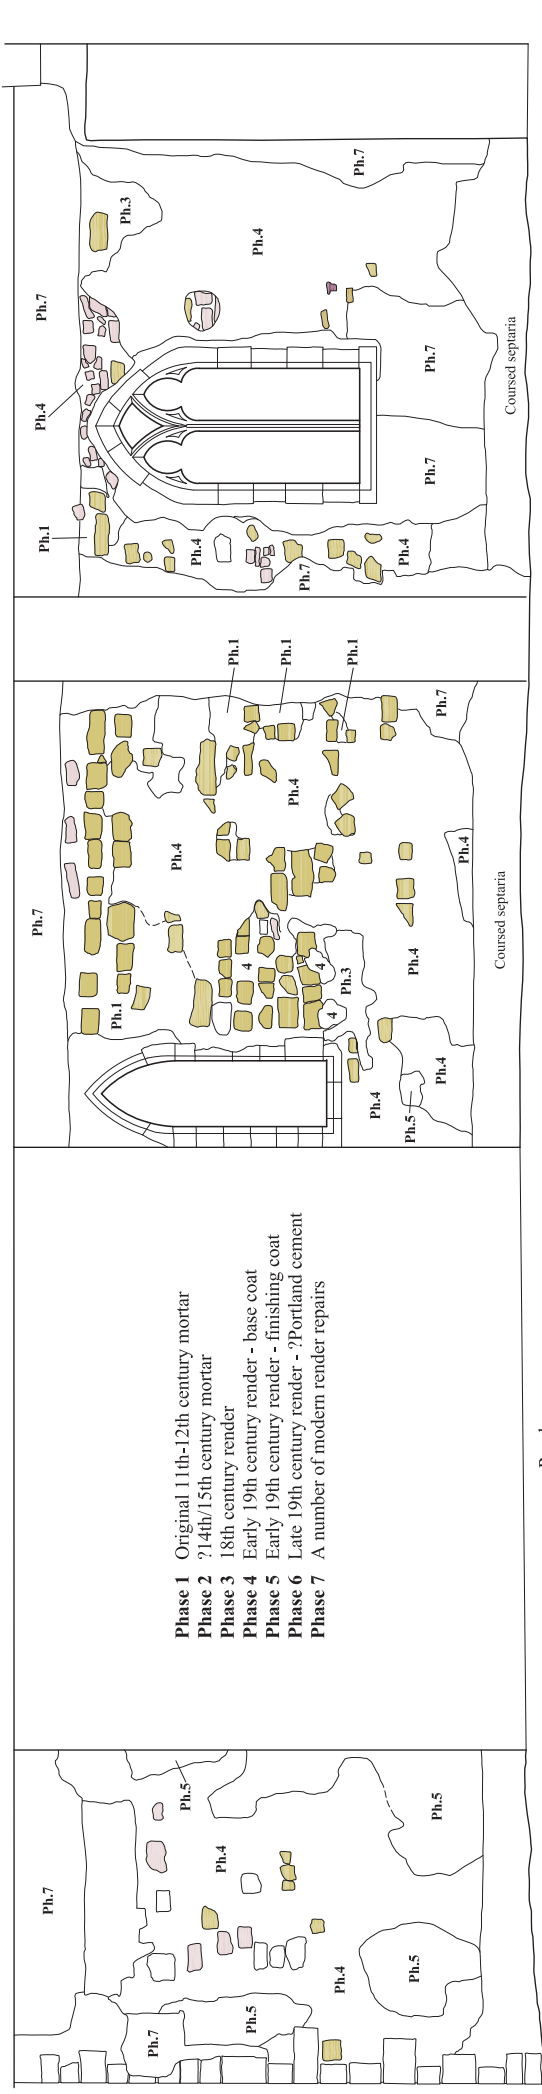 Ph.7
Ph.7
Ph.5
Ph.4
Ph.5
Ph.4
Ph.5
Ph.5
Phase 1 Original 11th-12th century mortar
Phase 2 ?14th/15th century mortar
Phase 3 18th century render
Phase 4 Early 19th century render - base coat
Phase 5 Early 19th century render - finishing coat
Phase 6 Late 19th century render - ?Portland cement
Phase 7 A number of modern render repairs
Ph.7
Ph.1
Ph.4
Ph.1
4
Ph.1
Ph.4
4
4
Ph.3
Ph.1
Ph.4
Ph.5
Ph.4
Ph.4
Ph.7
Ph.4
Coursed septaria
Ph.1
Ph.4
Ph.7
Ph.3
Ph.4
Ph.4
Ph.7
Ph.7
Ph.4
Ph.7
Ph.7
Coursed septaria